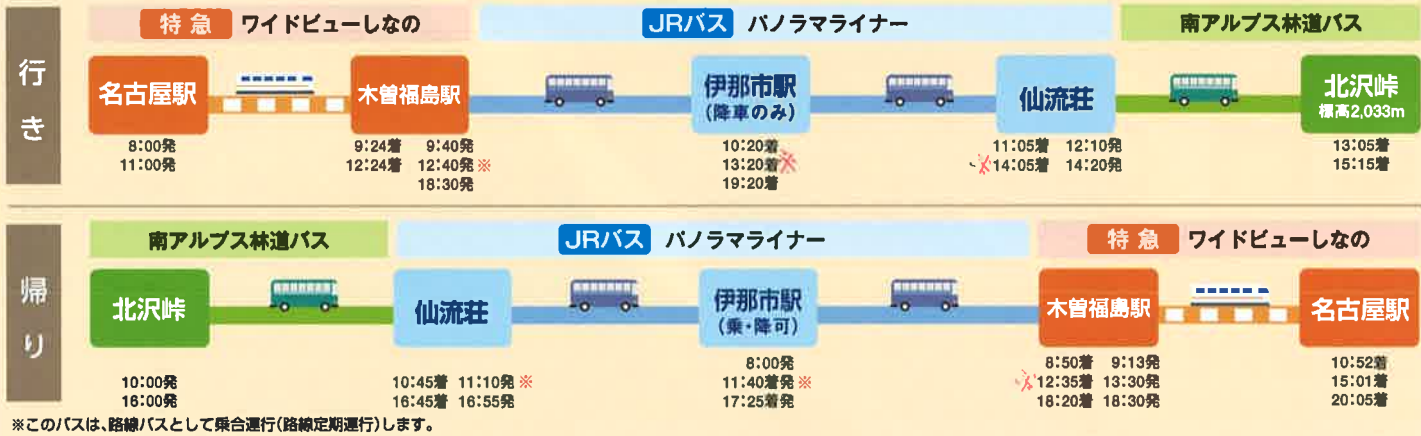 行き
特急 ワイドビューしなの
JRバス パノラマライナー
南アルプス林道バス
名古屋駅
木曽福島駅
伊那市駅
(降車のみ)
仙流荘
北沢峠
標高2,033m
8:00発
11:00発
9:24着 9:40発
12:24着 12:40発※
18:30発
10:20着
13:20着※
19:20着
11:05着 12:10発
※14:05着 14:20発
13:05着
15:15着
帰り
南アルプス林道バス
JRバス パノラマライナー
特急 ワイドビューしなの
北沢峠
仙流荘
伊那市駅
(乗・降可)
木曽福島駅
名古屋駅
10:00発
16:00発
10:45着 11:10発※
16:45着 16:55発
8:00発
11:40着発※
17:25着発
8:50着 9:13発
※12:35着 13:30発
18:20着 18:30発
10:52着
15:01着
20:05着
※このバスは、路線バスとして乗合運行(路線定期運行)します。